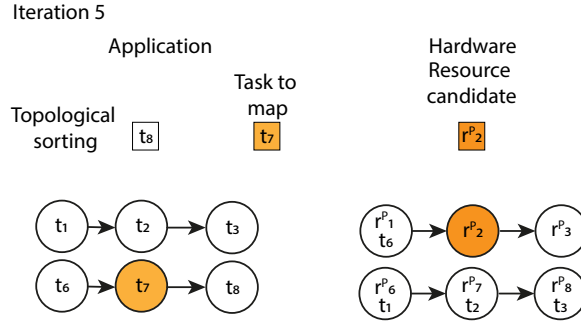 Iteration 5
Application
Hardware
Resource
candidate
Task to
map
Topological
sorting
t₈
t₇
rᴾ₂
t₁
t₂
t₃
rᴾ₁
t₆
rᴾ₂
rᴾ₃
t₆
t₇
t₈
rᴾ₆
t₁
rᴾ₇
t₂
rᴾ₈
t₃